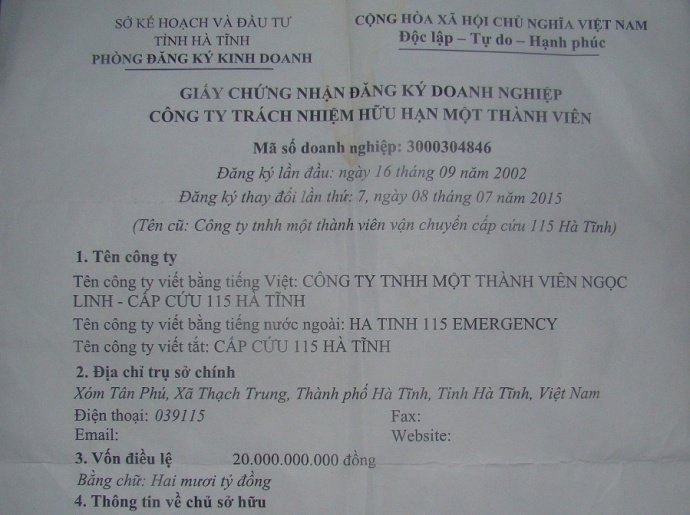 SỞ KẾ HOẠCH VÀ ĐẦU TƯ
TỈNH HÀ TĨNH
PHÒNG ĐĂNG KÝ KINH DOANH
CỘNG HÒA XÃ HỘI CHỦ NGHĨA VIỆT NAM
Độc lập – Tự do – Hạnh phúc
GIẤY CHỨNG NHẬN ĐĂNG KÝ DOANH NGHIỆP
CÔNG TY TRÁCH NHIỆM HỮU HẠN MỘT THÀNH VIÊN
Mã số doanh nghiệp: 3000304846
Đăng ký lần đầu: ngày 16 tháng 09 năm 2002
Đăng ký thay đổi lần thứ: 7, ngày 08 tháng 07 năm 2015
(Tên cũ: Công ty tnhh một thành viên vận chuyển cấp cứu 115 Hà Tĩnh)
1. Tên công ty
Tên công ty viết bằng tiếng Việt: CÔNG TY TNHH MỘT THÀNH VIÊN NGỌC
LINH - CẤP CỨU 115 HÀ TĨNH
Tên công ty viết bằng tiếng nước ngoài: HA TINH 115 EMERGENCY
Tên công ty viết tắt: CẤP CỨU 115 HÀ TĨNH
2. Địa chỉ trụ sở chính
Xóm Tân Phú, Xã Thạch Trung, Thành phố Hà Tĩnh, Tỉnh Hà Tĩnh, Việt Nam
Điện thoại: 039115 Fax:
Email: Website:
3. Vốn điều lệ 20.000.000.000 đồng
Bằng chữ: Hai mươi tỷ đồng
4. Thông tin về chủ sở hữu